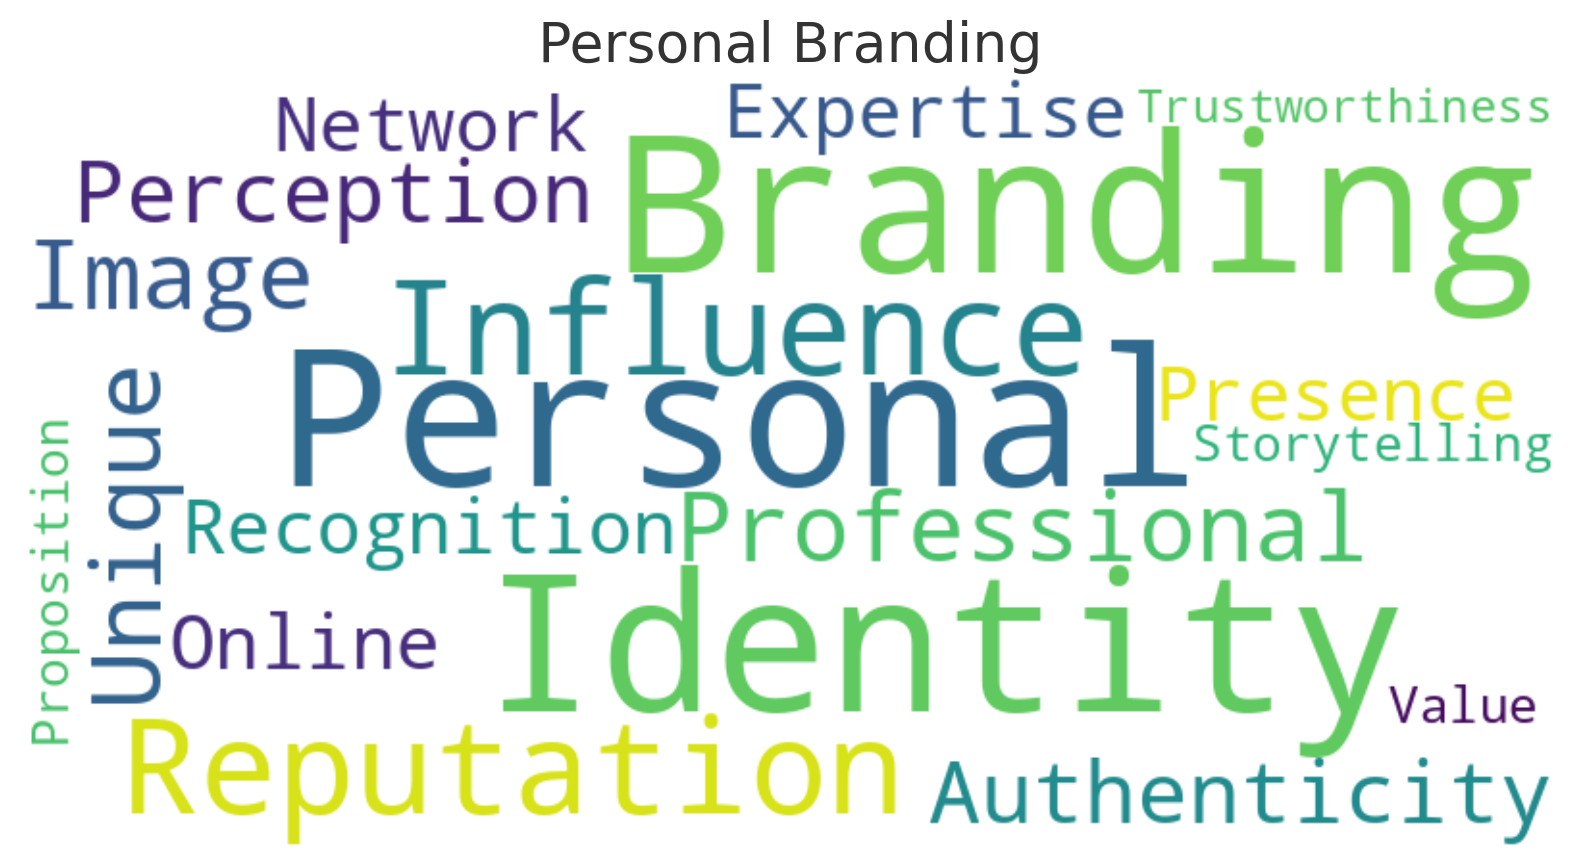 Personal Branding
Expertise
Trustworthiness
Network
Branding
Perception
Image
Influence
Personal
Presence
Storytelling
Unique
Proposition
Recognition
Professional
Identity
Online
Value
Reputation
Authenticity